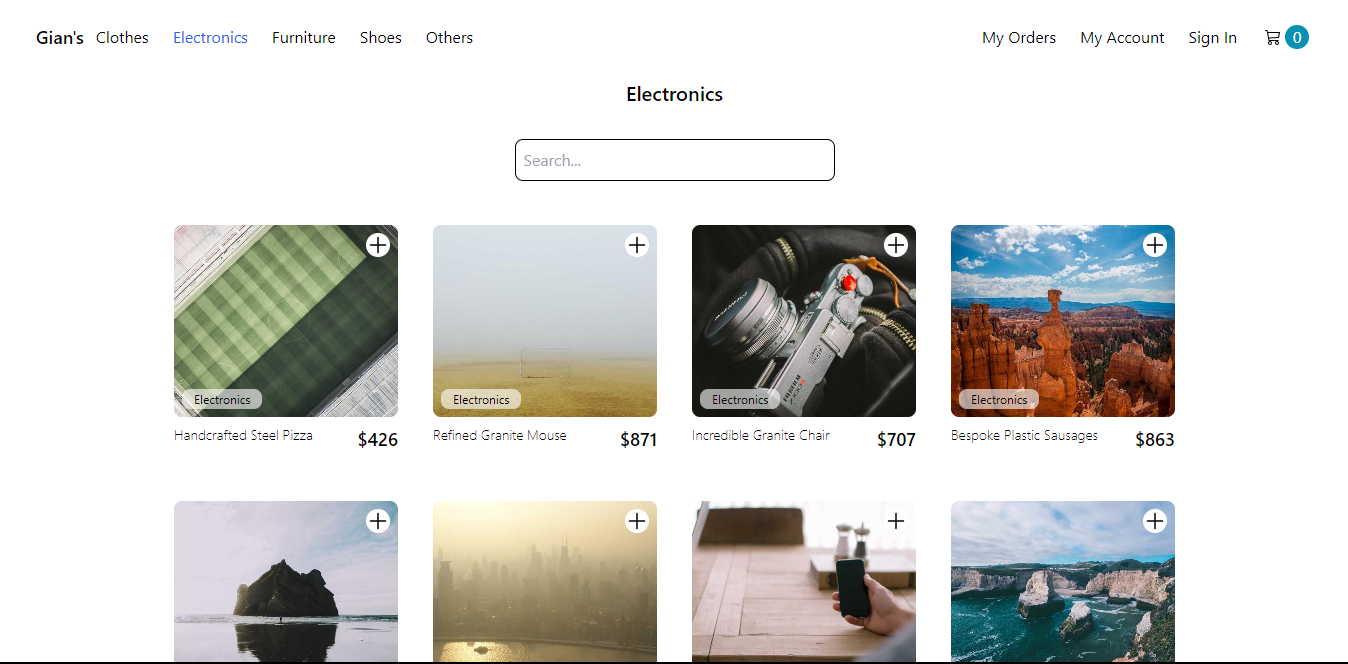 Gian's Clothes Electronics Furniture Shoes Others My Orders My Account Sign In 0
Electronics
Search...
Electronics Electronics Electronics Electronics
Handcrafted Steel Pizza $426 Refined Granite Mouse $871 Incredible Granite Chair $707 Bespoke Plastic Sausages $863